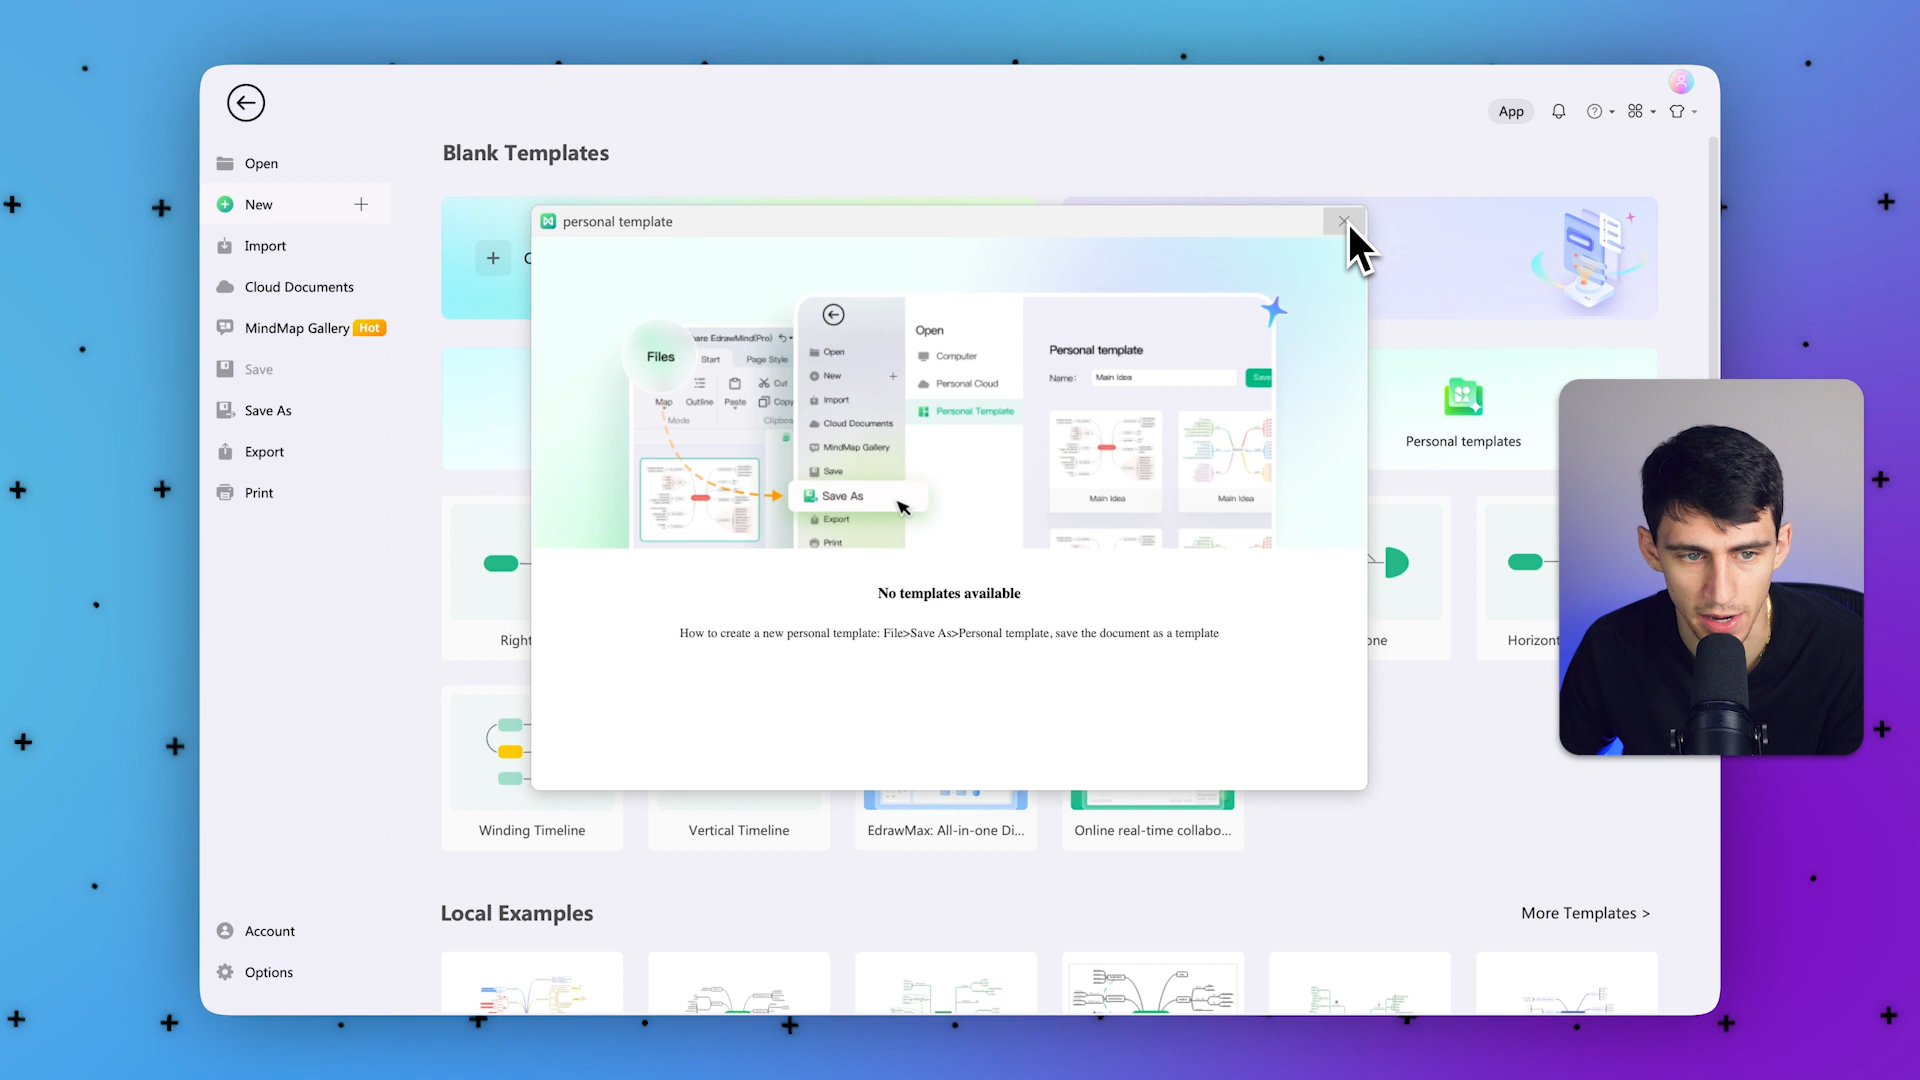 App
Open
New
Import
Cloud Documents
MindMap Gallery Hot
Save
Save As
Export
Print
Account
Options
Blank Templates
personal template
Files
Start
Page Style
Cut
Map
Outline
Paste
Copy
Mode
Open
New
Import
Cloud Documents
MindMap Gallery
Save
Save As
Export
Print
Open
Computer
Personal Cloud
Personal Template
Personal template
Name:
Main Idea
Save
Main Idea
Main Idea
No templates available
How to create a new personal template: File>Save As>Personal template, save the document as a template
Personal templates
Winding Timeline
Vertical Timeline
EdrawMax: All-in-one Di...
Online real-time collabo...
Local Examples
More Templates >